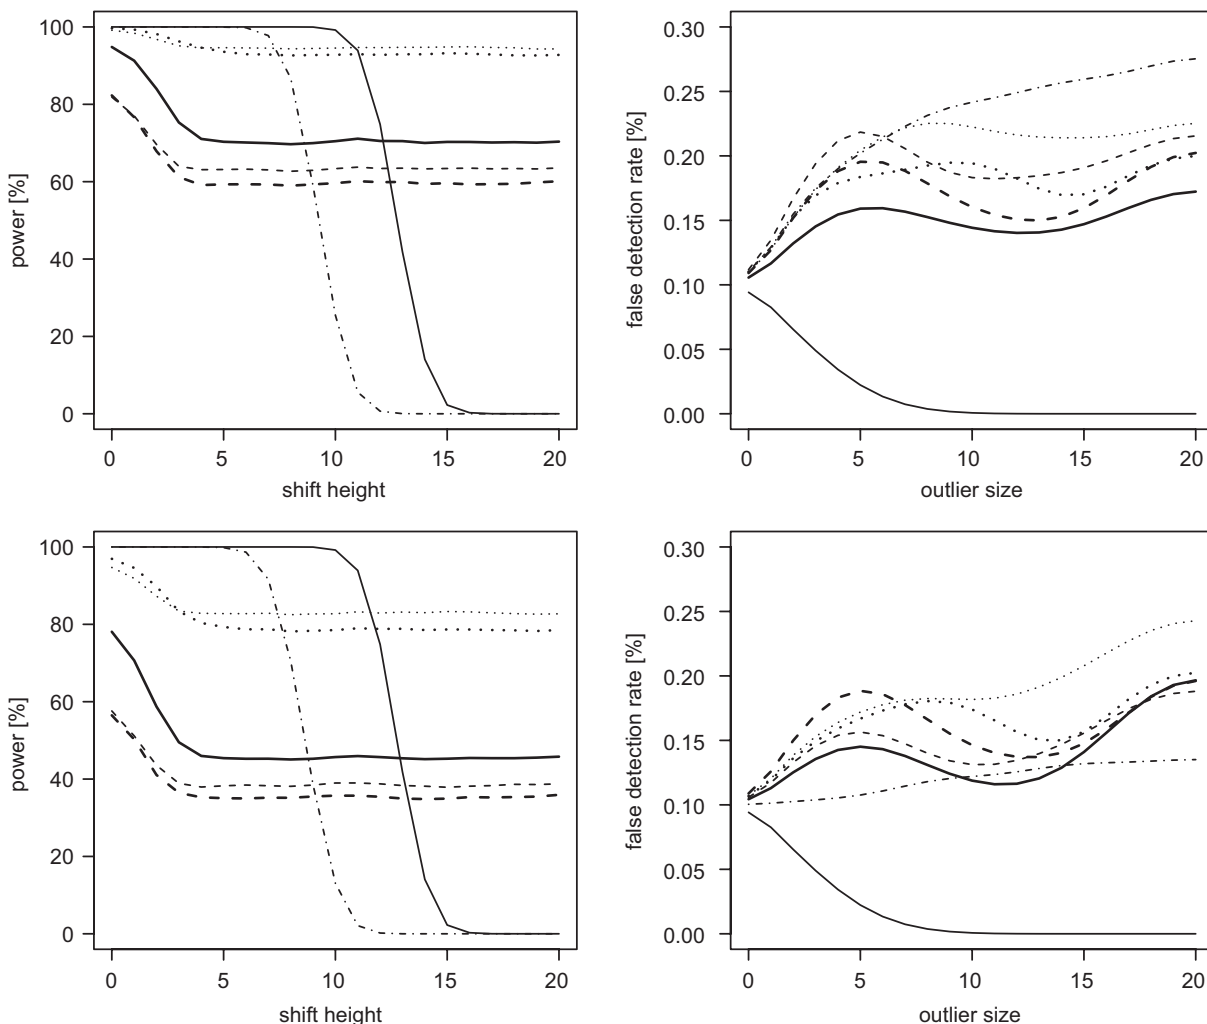 100
80
60
40
20
0
power [%]
0 5 10 15 20
shift height
0.30
0.25
0.20
0.15
0.10
0.05
0.00
false detection rate [%]
0 5 10 15 20
outlier size
100
80
60
40
20
0
power [%]
0 5 10 15 20
shift height
0.30
0.25
0.20
0.15
0.10
0.05
0.00
false detection rate [%]
0 5 10 15 20
outlier size